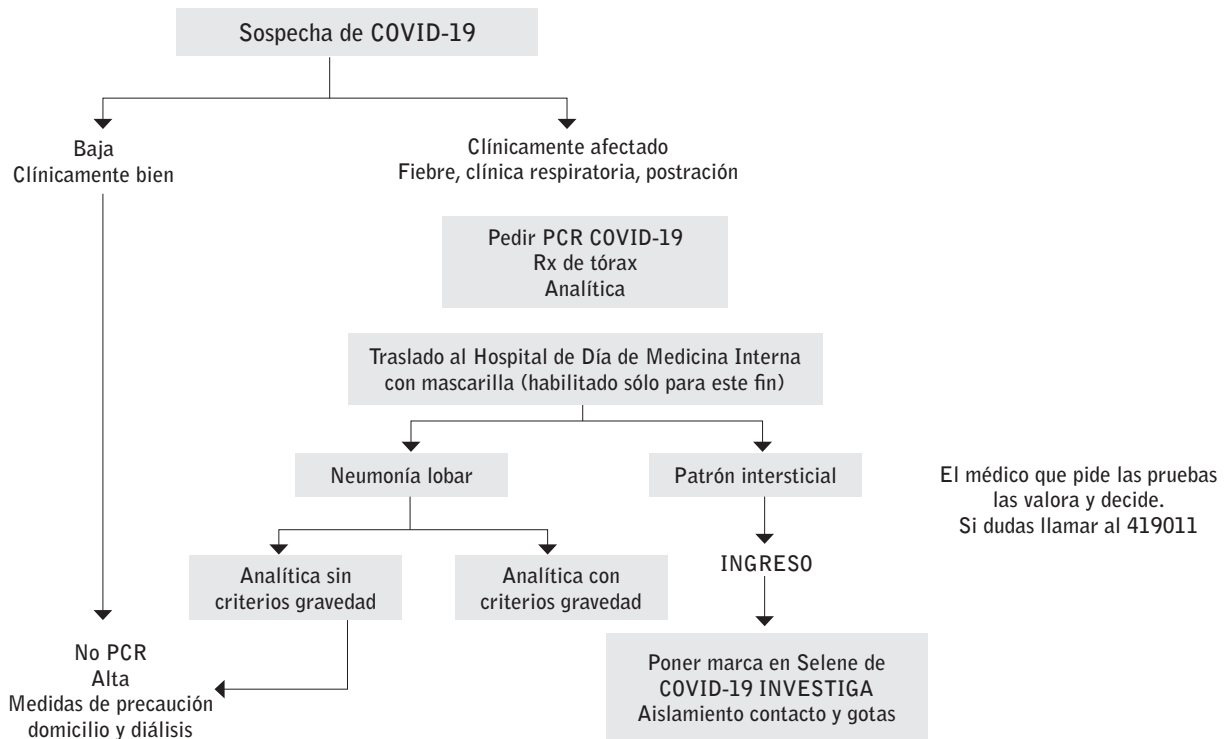 Sospecha de COVID-19
Baja
Clínicamente bien
Clínicamente afectado
Fiebre, clínica respiratoria, postración
Pedir PCR COVID-19
Rx de tórax
Analítica
Traslado al Hospital de Día de Medicina Interna
con mascarilla (habilitado sólo para este fin)
Neumonía lobar
Patrón intersticial
El médico que pide las pruebas
las valora y decide.
Si dudas llamar al 419011
Analítica sin
criterios gravedad
Analítica con
criterios gravedad
INGRESO
No PCR
Alta
Medidas de precaución
domicilio y diálisis
Poner marca en Selene de
COVID-19 INVESTIGA
Aislamiento contacto y gotas